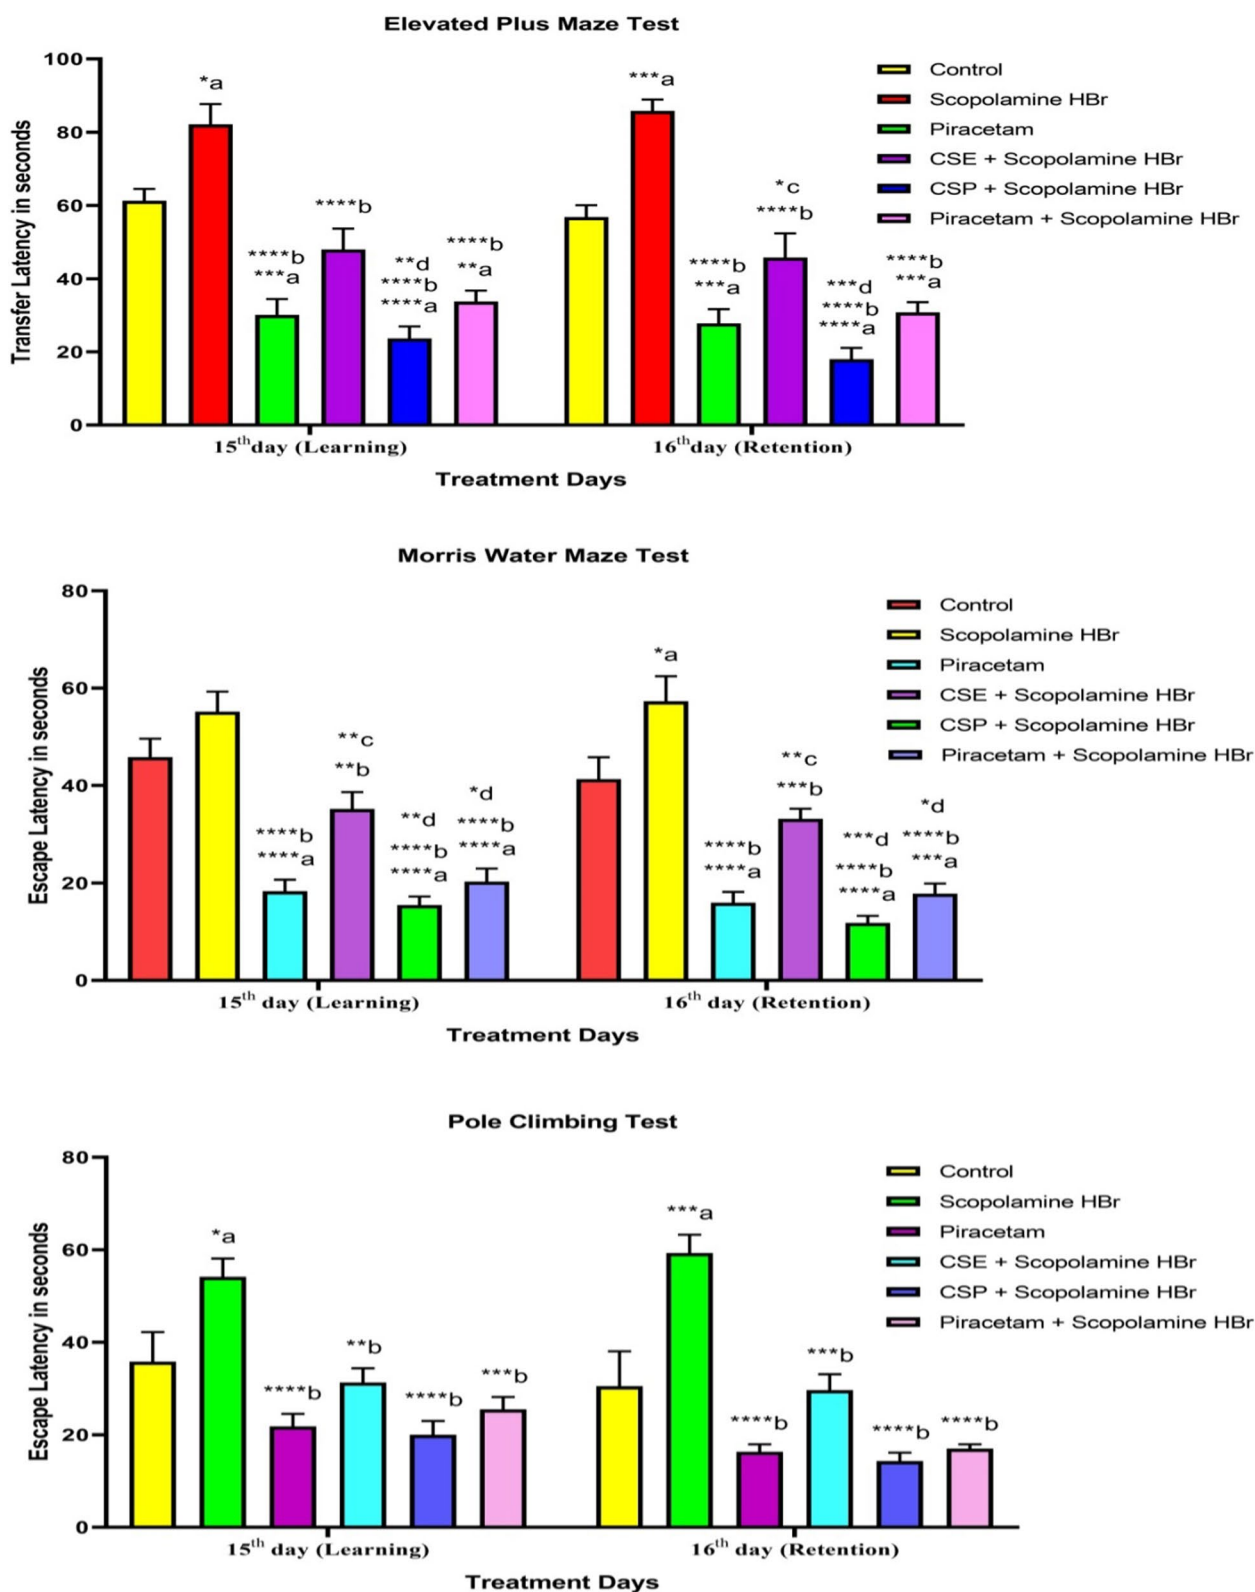 Elevated Plus Maze Test
Transfer Latency in seconds
100
80
60
40
20
0
*a
****b
***a
****b
**d
****b
****a
****b
**a
***a
****b
***a
*c
****b
***d
****b
****a
****b
***a
15th day (Learning)
16th day (Retention)
Treatment Days
Control
Scopolamine HBr
Piracetam
CSE + Scopolamine HBr
CSP + Scopolamine HBr
Piracetam + Scopolamine HBr
Morris Water Maze Test
Escape Latency in seconds
80
60
40
20
0
****b
****a
**c
**b
**d
****b
****a
*d
****b
****a
*a
****b
****a
**c
***b
***d
****b
****a
*d
****b
***a
15th day (Learning)
16th day (Retention)
Treatment Days
Control
Scopolamine HBr
Piracetam
CSE + Scopolamine HBr
CSP + Scopolamine HBr
Piracetam + Scopolamine HBr
Pole Climbing Test
Escape Latency in seconds
80
60
40
20
0
*a
****b
**b
****b
***b
***a
****b
***b
****b
****b
15th day (Learning)
16th day (Retention)
Treatment Days
Control
Scopolamine HBr
Piracetam
CSE + Scopolamine HBr
CSP + Scopolamine HBr
Piracetam + Scopolamine HBr